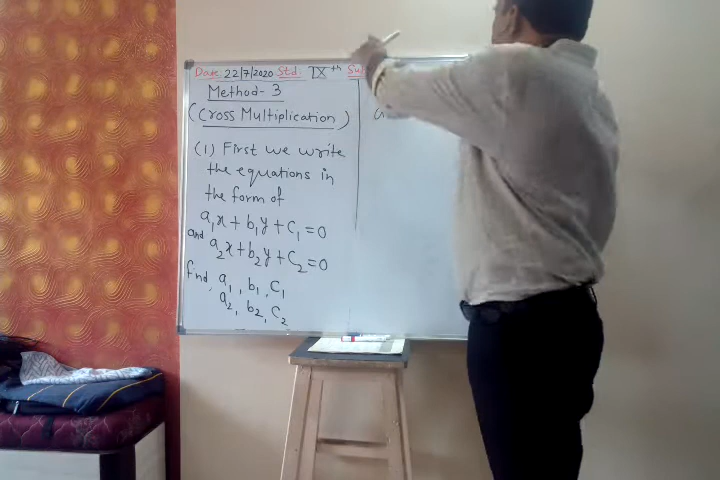 Date 22/7/2020 Std: IXth
Method-3
(Cross Multiplication)
(1) First we write
the equations in
the form of
a₁x + b₁y + c₁ = 0
and a₂x + b₂y + c₂ = 0
find, a₁, b₁, c₁
a₂, b₂, c₂